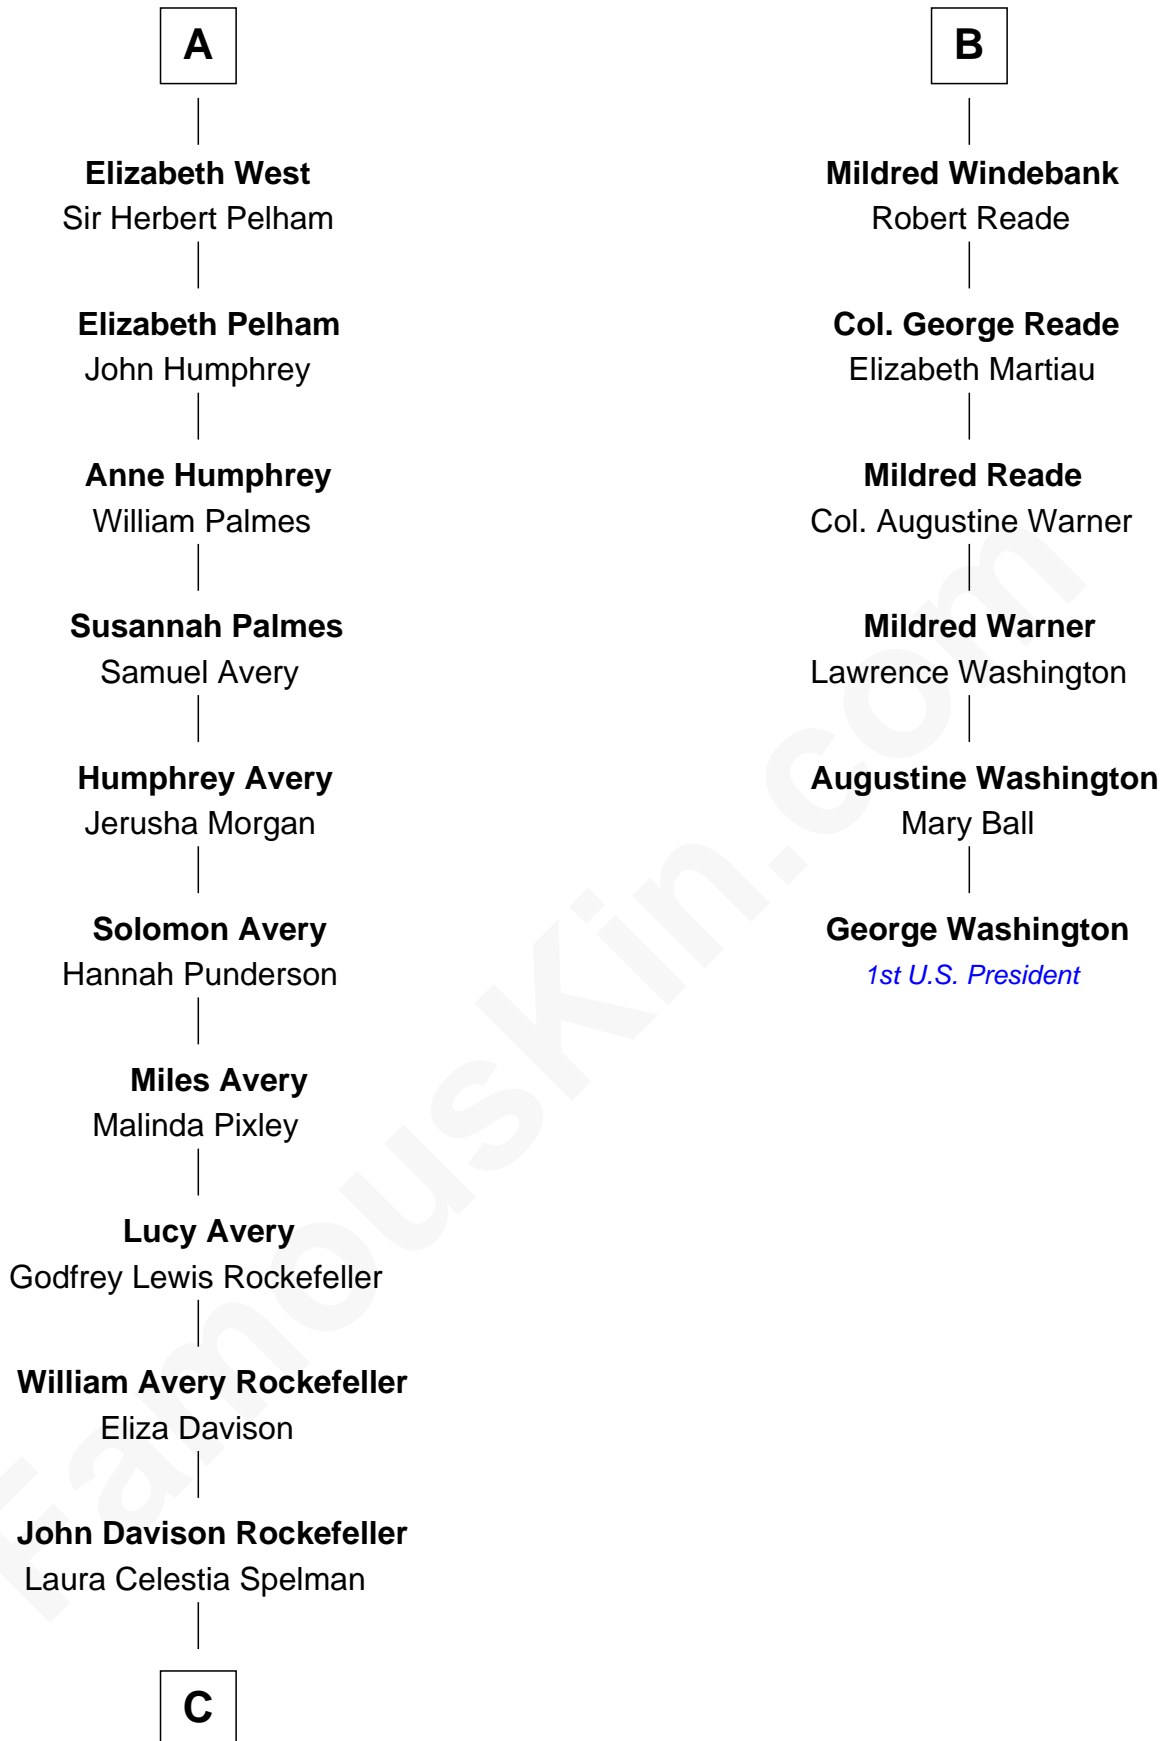 A
Elizabeth West
Sir Herbert Pelham
Elizabeth Pelham
John Humphrey
Anne Humphrey
William Palmes
Susannah Palmes
Samuel Avery
Humphrey Avery
Jerusha Morgan
Solomon Avery
Hannah Punderson
Miles Avery
Malinda Pixley
Lucy Avery
Godfrey Lewis Rockefeller
William Avery Rockefeller
Eliza Davison
John Davison Rockefeller
Laura Celestia Spelman
C
B
Mildred Windebank
Robert Reade
Col. George Reade
Elizabeth Martiau
Mildred Reade
Col. Augustine Warner
Mildred Warner
Lawrence Washington
Augustine Washington
Mary Ball
George Washington
1st U.S. President
FamousKin.com